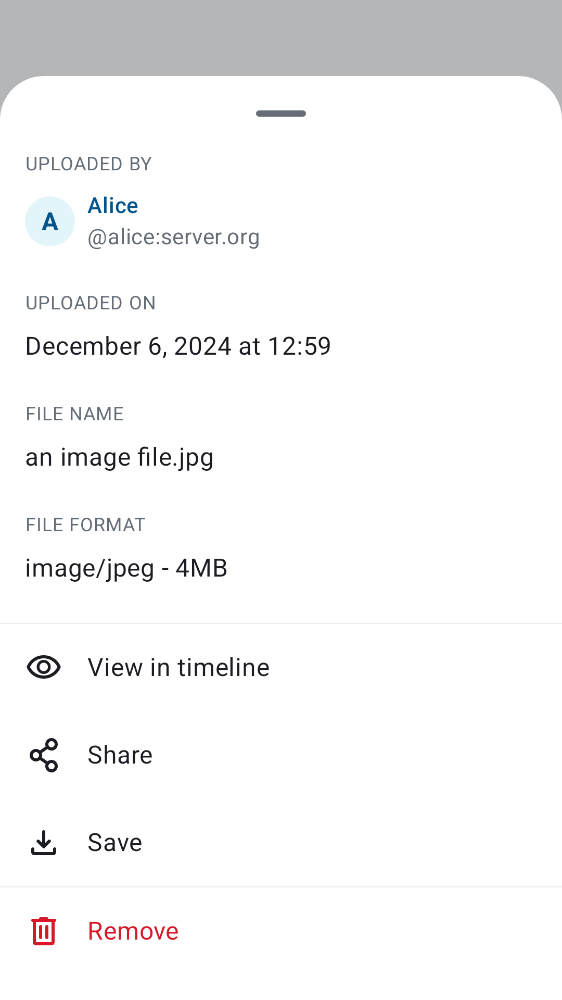 UPLOADED BY
A
Alice
@alice:server.org
UPLOADED ON
December 6, 2024 at 12:59
FILE NAME
an image file.jpg
FILE FORMAT
image/jpeg - 4MB
View in timeline
Share
Save
Remove